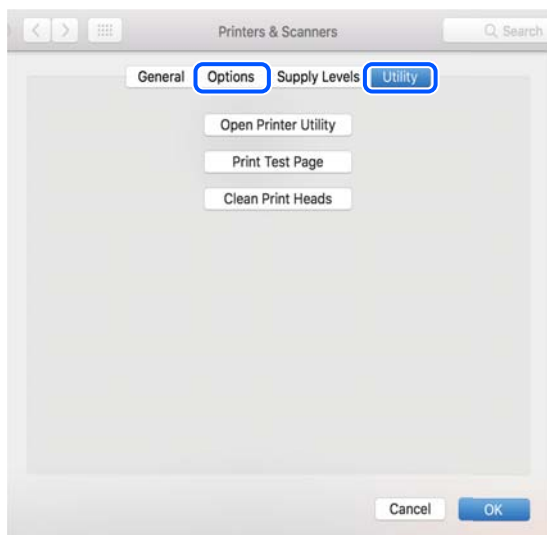 Printers & Scanners Search
General Options Supply Levels Utility
Open Printer Utility
Print Test Page
Clean Print Heads
Cancel OK